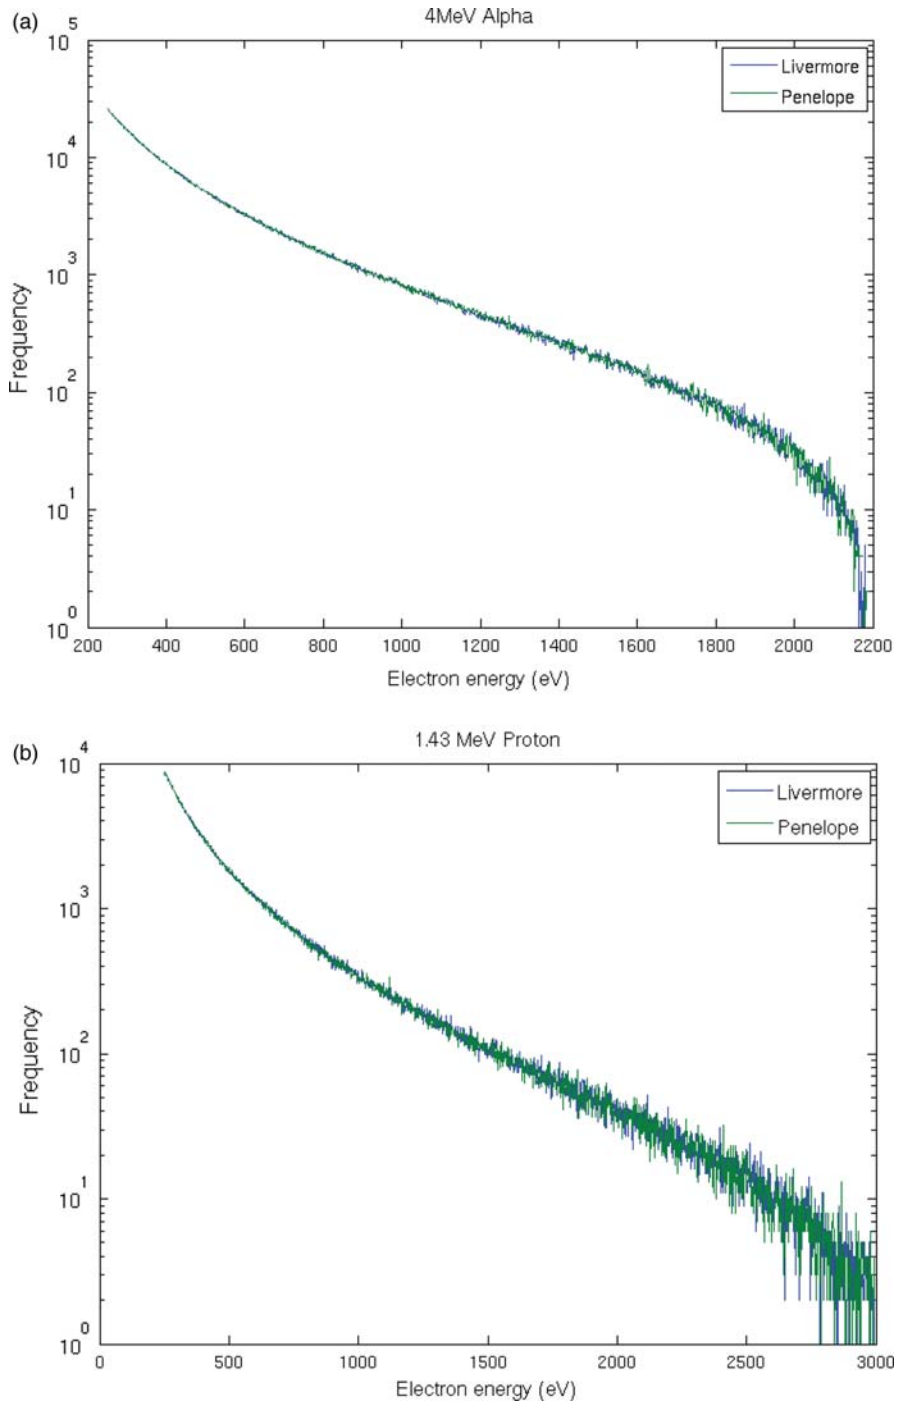 (a)
4MeV Alpha
Livermore
Penelope
10^5
10^4
10^3
10^2
10^1
10^0
Frequency
200 400 600 800 1000 1200 1400 1600 1800 2000 2200
Electron energy (eV)
(b)
1.43 MeV Proton
Livermore
Penelope
10^4
10^3
10^2
10^1
10^0
Frequency
0 500 1000 1500 2000 2500 3000
Electron energy (eV)